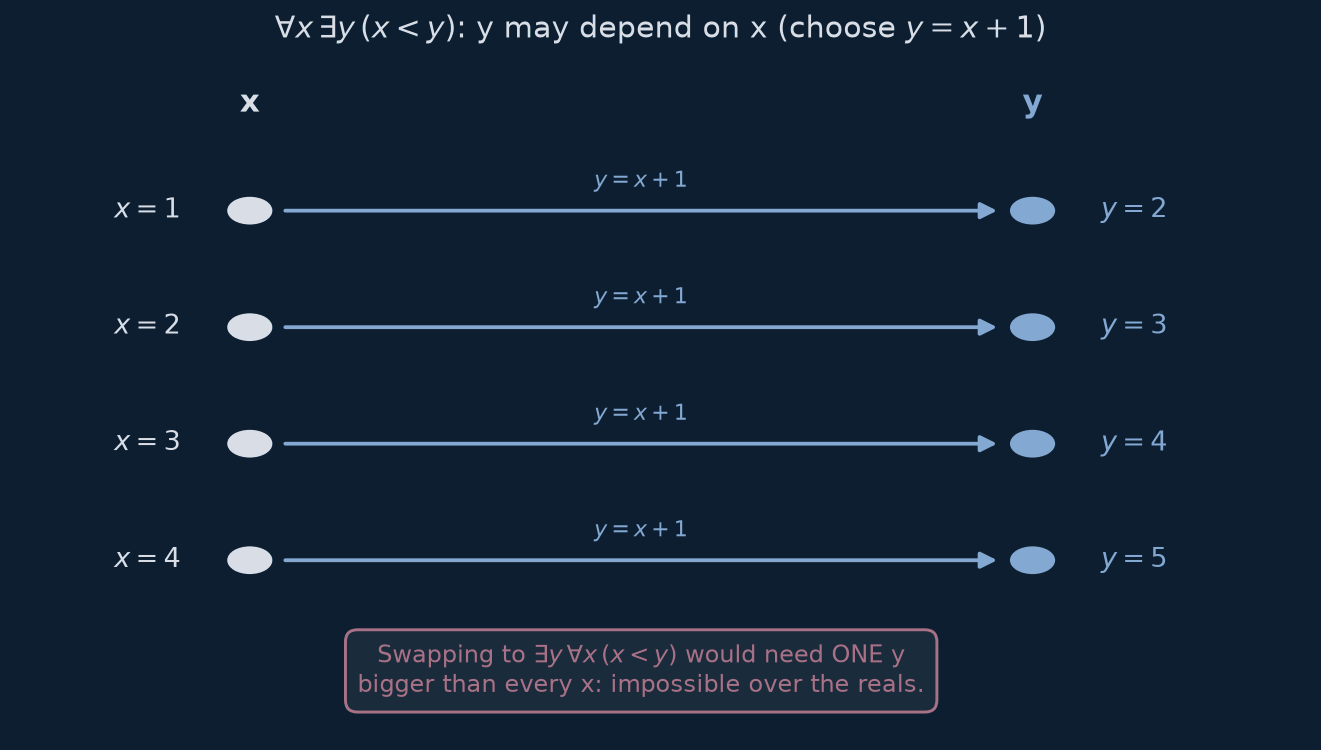 ∀x ∃y (x < y): y may depend on x (choose y = x + 1)
x y
y = x + 1
x = 1 y = 2
y = x + 1
x = 2 y = 3
y = x + 1
x = 3 y = 4
y = x + 1
x = 4 y = 5
Swapping to ∃y ∀x (x < y) would need ONE y
bigger than every x: impossible over the reals.